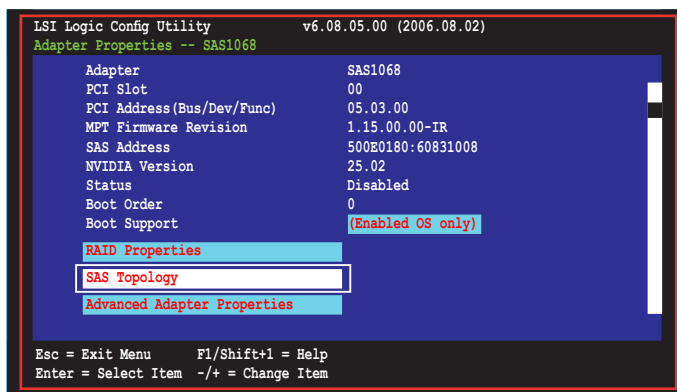 LSI Logic Config Utility v6.08.05.00 (2006.08.02)
Adapter Properties -- SAS1068
Adapter SAS1068
PCI Slot 00
PCI Address(Bus/Dev/Func) 05.03.00
MPT Firmware Revision 1.15.00.00-IR
SAS Address 500E0180:60831008
NVIDIA Version 25.02
Status Disabled
Boot Order 0
Boot Support (Enabled OS only)
RAID Properties
SAS Topology
Advanced Adapter Properties
Esc = Exit Menu F1/Shift+1 = Help
Enter = Select Item -/+ = Change Item